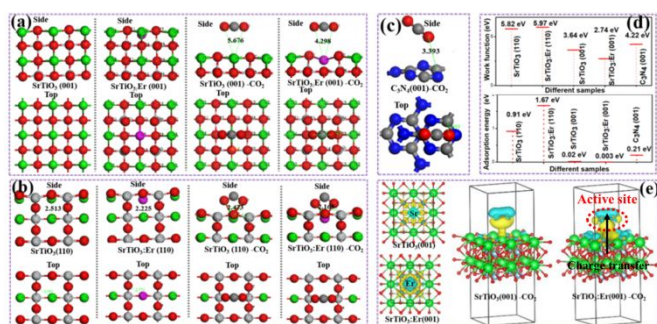 (a)
Side
Side
Side
5.676
Side
4.298
SrTiO3 (001)
SrTiO3:Er (001)
SrTiO3 (001) -CO2
SrTiO3:Er (001) -CO2
Top
Top
Top
Top
(b)
Side
2.513
Side
2.225
Side
Side
SrTiO3(110)
SrTiO3:Er (110)
SrTiO3 (110) -CO2
SrTiO3:Er (110) -CO2
Top
Top
Top
Top
(c)
Side
3.393
C3N4(001)-CO2
Top
(d)
Work function (eV)
5.82 eV
5.97 eV
3.64 eV
2.74 eV
4.22 eV
SrTiO3 (110)
SrTiO3:Er (110)
SrTiO3 (001)
SrTiO3:Er (001)
C3N4 (001)
Different samples
Adsorption energy (eV)
0.91 eV
1.67 eV
0.02 eV
0.003 eV
0.21 eV
SrTiO3 (110)
SrTiO3:Er (110)
SrTiO3 (001)
SrTiO3:Er (001)
C3N4 (001)
Different samples
(e)
Sr
SrTiO3(001)
Er
SrTiO3:Er(001)
SrTiO3(001) -CO2
Active site
Charge transfer
SrTiO3:Er(001) -CO2